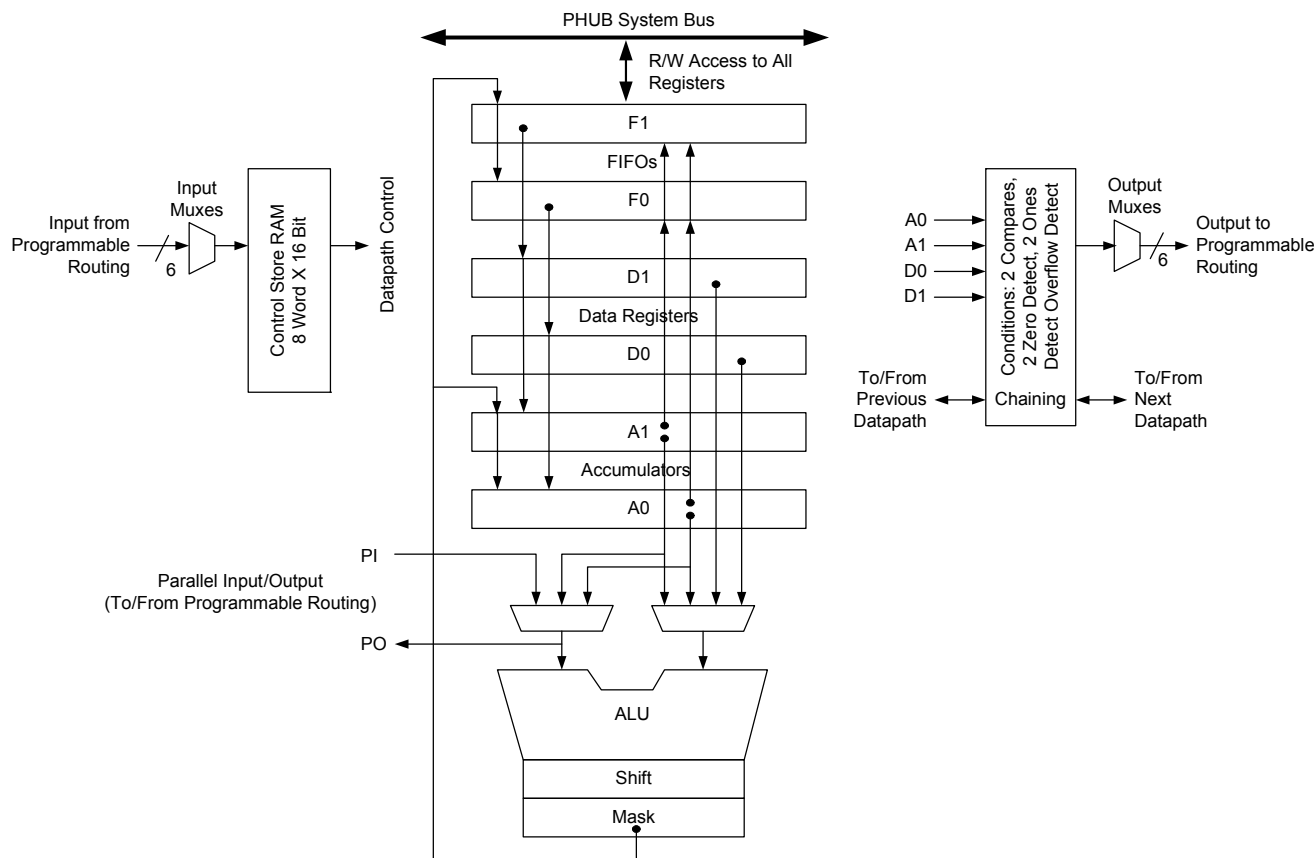 PHUB System Bus
R/W Access to All
Registers
F1
FIFOs
F0
D1
Data Registers
D0
A1
Accumulators
A0
Input from
Programmable
Routing
6
Input
Muxes
Control Store RAM
8 Word X 16 Bit
Datapath Control
A0
A1
D0
D1
Conditions: 2 Compares,
2 Zero Detect, 2 Ones
Detect Overflow Detect
Output
Muxes
6
Output to
Programmable
Routing
To/From
Previous
Datapath
Chaining
To/From
Next
Datapath
PI
Parallel Input/Output
(To/From Programmable Routing)
PO
ALU
Shift
Mask